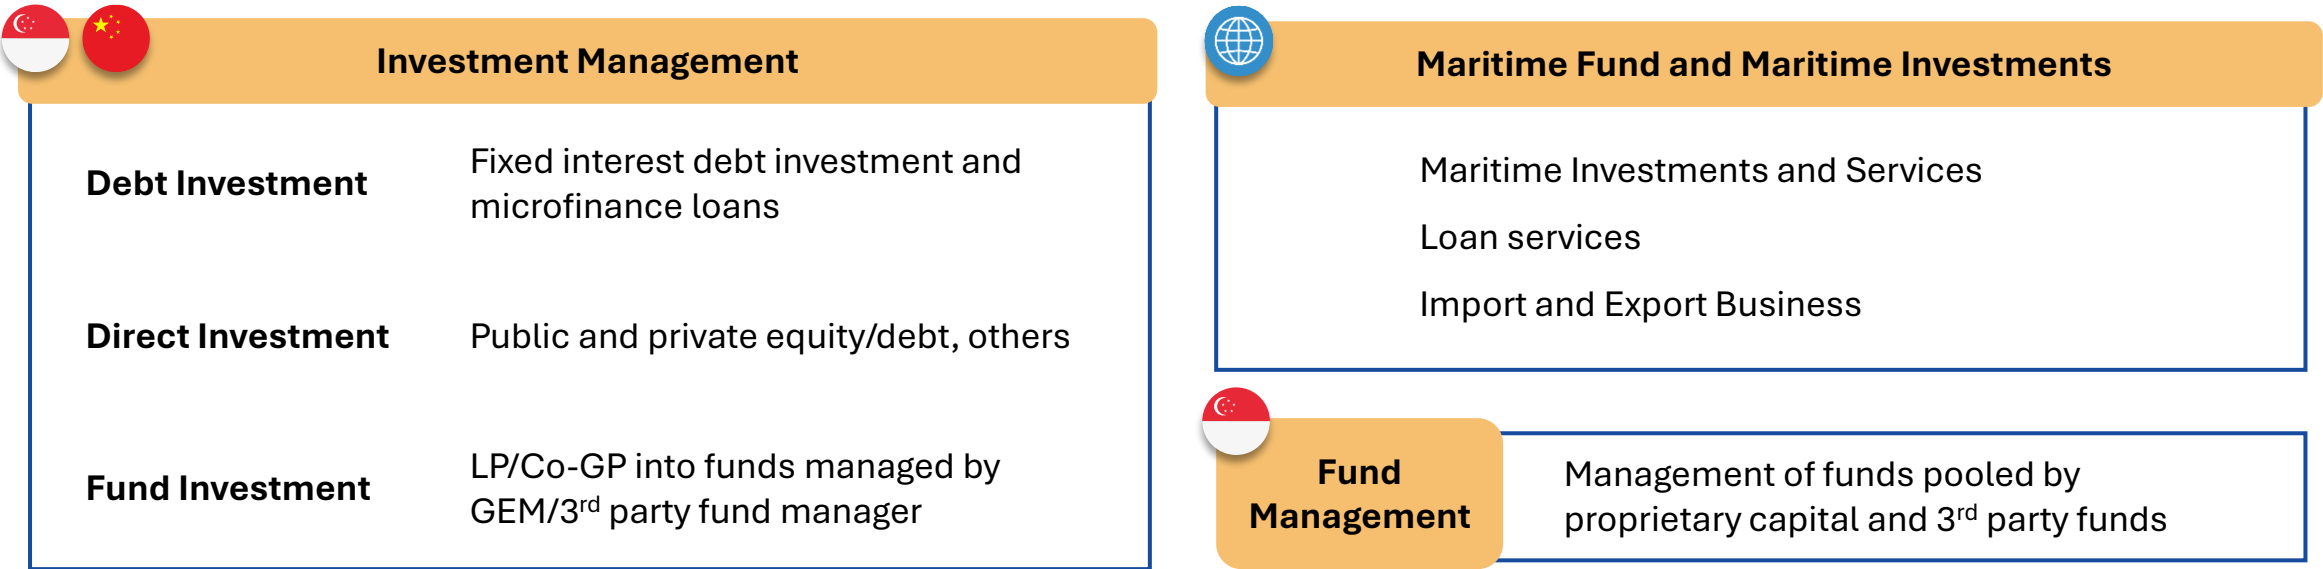 Investment Management
Debt Investment
Fixed interest debt investment and
microfinance loans
Direct Investment
Public and private equity/debt, others
Fund Investment
LP/Co-GP into funds managed by
GEM/3rd party fund manager
Maritime Fund and Maritime Investments
Maritime Investments and Services
Loan services
Import and Export Business
Fund
Management
Management of funds pooled by
proprietary capital and 3rd party funds